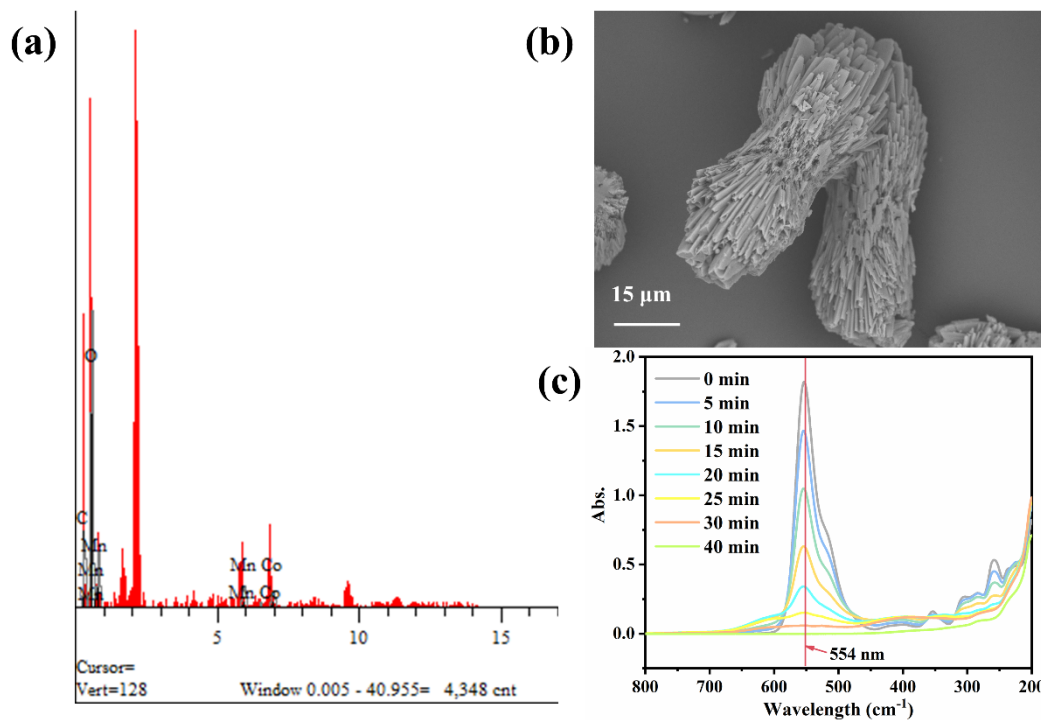 (a)
O
C
Mn
Mn
Mn
Mn Co
Mn Co
5
10
15
Cursor=
Vert=128
Window 0.005 - 40.955= 4,348 cnt
(b)
15 μm
(c)
2.0
1.5
1.0
0.5
0.0
Abs.
0 min
5 min
10 min
15 min
20 min
25 min
30 min
40 min
554 nm
800 700 600 500 400 300 200
Wavelength (cm-1)